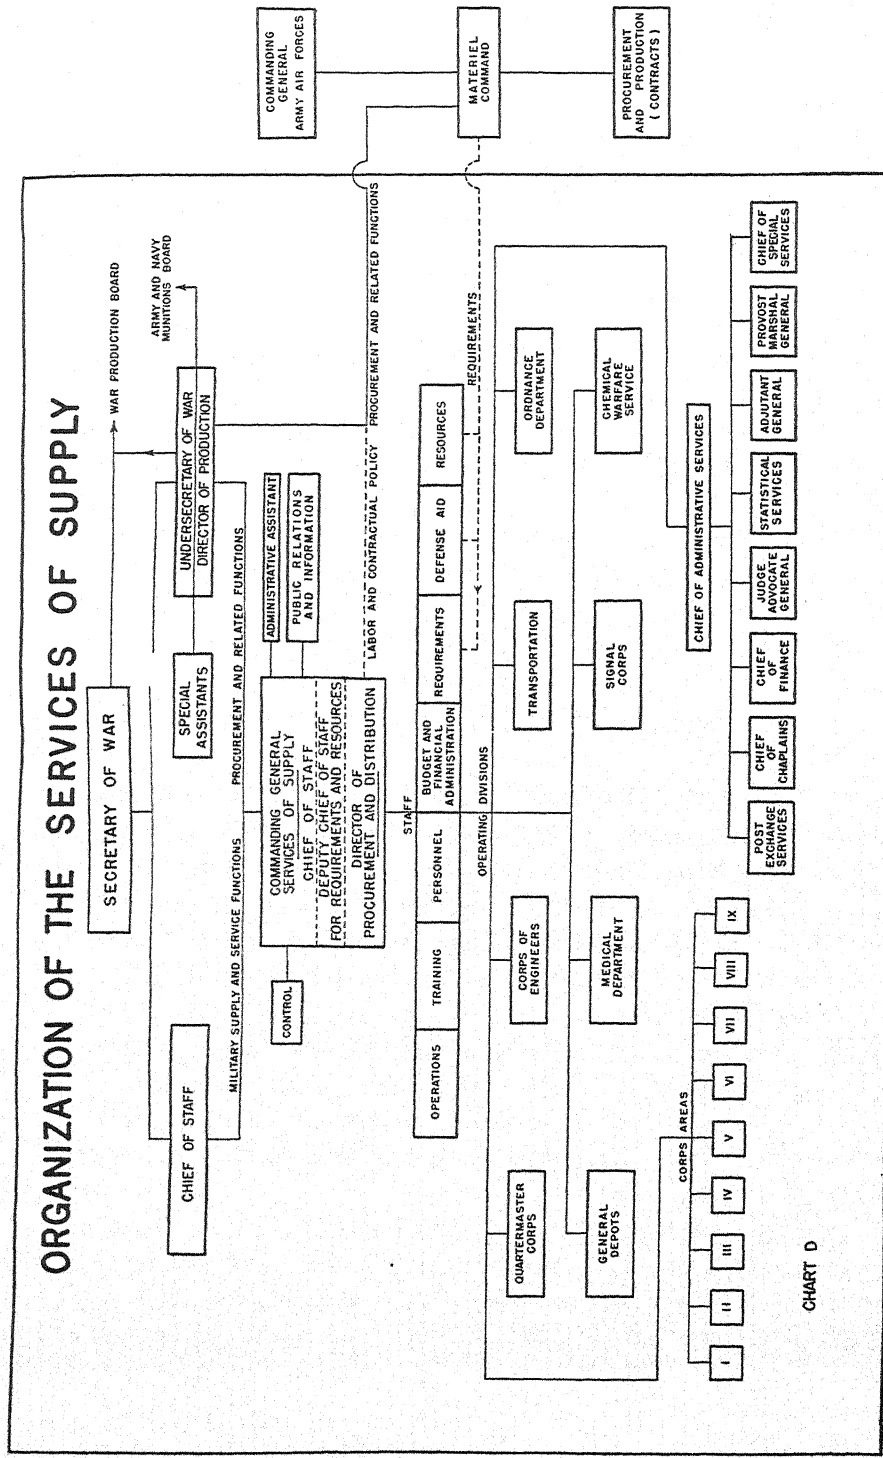 ORGANIZATION OF THE SERVICES OF SUPPLY
SECRETARY OF WAR
WAR PRODUCTION BOARD
ARMY AND NAVY
MUNITIONS BOARD
CHIEF OF STAFF
SPECIAL
ASSISTANTS
UNDERSECRETARY OF WAR
DIRECTOR OF PRODUCTION
MILITARY SUPPLY AND SERVICE FUNCTIONS
PROCUREMENT AND RELATED FUNCTIONS
CONTROL
COMMANDING GENERAL
SERVICES OF SUPPLY
CHIEF OF STAFF
DEPUTY CHIEF OF STAFF
FOR REQUIREMENTS AND RESOURCES
DIRECTOR
OF
PROCUREMENT AND DISTRIBUTION
ADMINISTRATIVE ASSISTANT
PUBLIC RELATIONS
AND INFORMATION
LABOR AND CONTRACTUAL POLICY
PROCUREMENT AND RELATED FUNCTIONS
COMMANDING
GENERAL
ARMY AIR FORCES
MATERIEL
COMMAND
PROCUREMENT
AND PRODUCTION
( CONTRACTS )
STAFF
OPERATIONS
TRAINING
PERSONNEL
BUDGET AND
FINANCIAL
ADMINISTRATION
REQUIREMENTS
DEFENSE AID
RESOURCES
REQUIREMENTS
OPERATING DIVISIONS
QUARTERMASTER
CORPS
CORPS OF
ENGINEERS
TRANSPORTATION
ORDNANCE
DEPARTMENT
GENERAL
DEPOTS
MEDICAL
DEPARTMENT
SIGNAL
CORPS
CHEMICAL
WARFARE
SERVICE
CORPS AREAS
I
II
III
IV
V
VI
VII
VIII
IX
CHIEF OF ADMINISTRATIVE SERVICES
POST
EXCHANGE
SERVICES
CHIEF
OF
CHAPLAINS
CHIEF
OF
FINANCE
JUDGE
ADVOCATE
GENERAL
STATISTICAL
SERVICES
ADJUTANT
GENERAL
PROVOST
MARSHAL
GENERAL
CHIEF OF
SPECIAL
SERVICES
CHART D